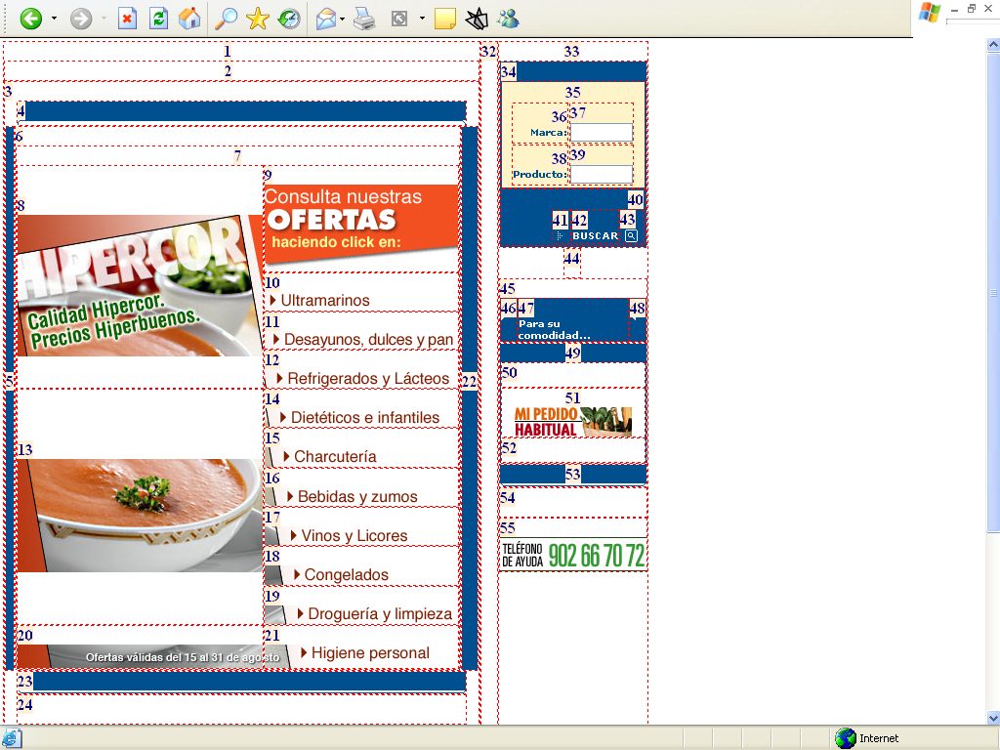 1
2
3
4
5
6
7
8
HIPERCOR
Calidad Hipercor.
Precios Hiperbuenos.
9
Consulta nuestras
OFERTAS
haciendo click en:
10
Ultramarinos
11
Desayunos, dulces y pan
12
Refrigerados y Lácteos
13
14
Dietéticos e infantiles
15
Charcutería
16
Bebidas y zumos
17
Vinos y Licores
18
Congelados
19
Droguería y limpieza
20
Ofertas válidas del 15 al 31 de agosto
21
Higiene personal
22
23
24
32
33
34
35
36 37
Marca:
38 39
Producto:
40
41 42 43
BUSCAR
44
45
46 47 48
Para su
comodidad...
49
50
51
MI PEDIDO
HABITUAL
52
53
54
55
TELÉFONO
DE AYUDA 902 66 70 72
Internet